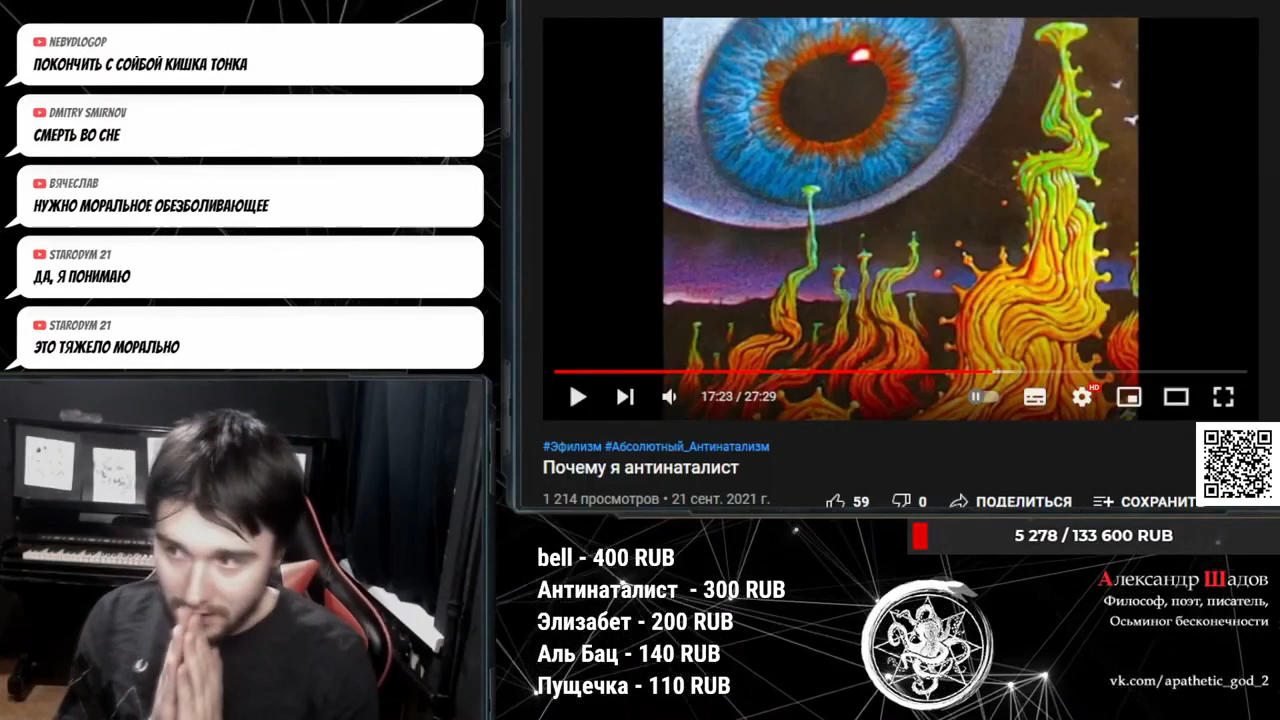 NEBYDLOGOP
ПОКОНЧИТЬ С СОЙБОЙ КИШКА ТОНКА
DMITRY SMIRNOV
СМЕРТЬ ВО СНЕ
ВЯЧЕСЛАВ
НУЖНО МОРАЛЬНОЕ ОБЕЗБОЛИВАЮЩЕЕ
STARODYM 21
ДА, Я ПОНИМАЮ
STARODYM 21
ЭТО ТЯЖЕЛО МОРАЛЬНО
17:23 / 27:29
HD
#Эфилизм #Абсолютный_Антинатализм
Почему я антинаталист
1 214 просмотров • 21 сент. 2021 г.
59
0
ПОДЕЛИТЬСЯ
СОХРАНИТЬ
5 278 / 133 600 RUB
bell - 400 RUB
Антинаталист - 300 RUB
Элизабет - 200 RUB
Аль Бац - 140 RUB
Пущечка - 110 RUB
Александр Шадов
Философ, поэт, писатель,
Осьминог бесконечности
vk.com/apathetic_god_2